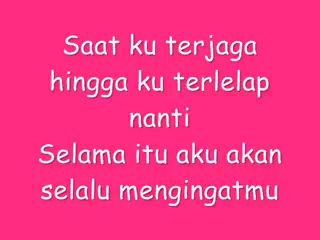 Saat ku terjaga
hingga ku terlelap
nanti
Selama itu aku akan
selalu mengingatmu